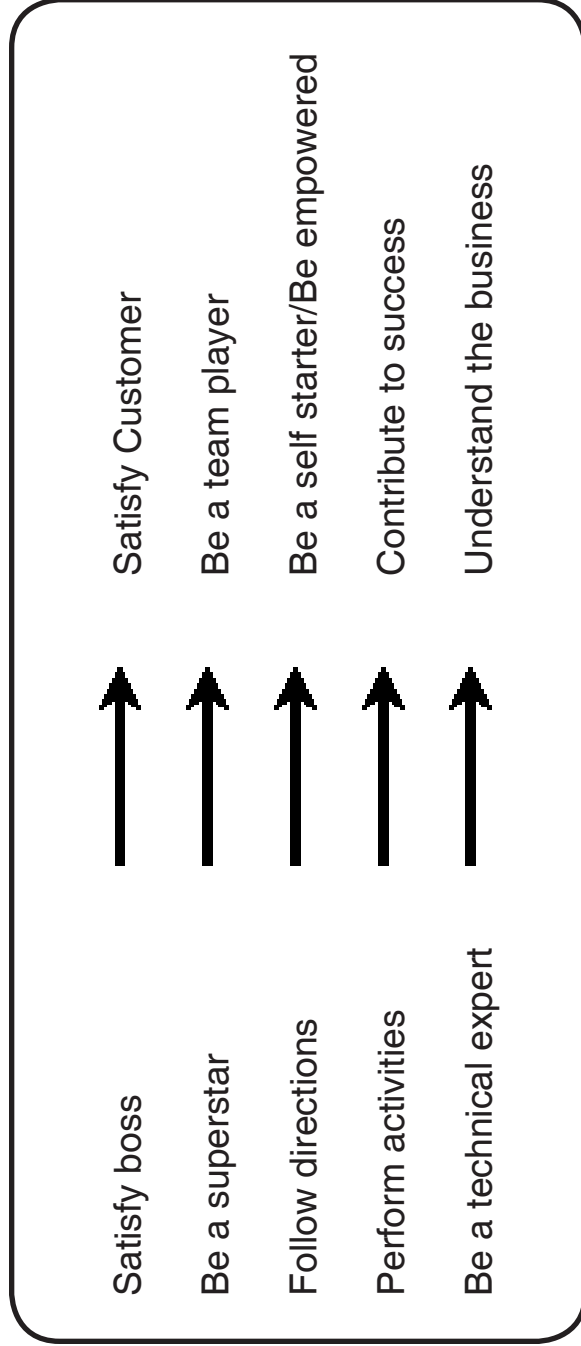 Satisfy boss Satisfy Customer
Be a superstar Be a team player
Follow directions Be a self starter/Be empowered
Perform activities Contribute to success
Be a technical expert Understand the business